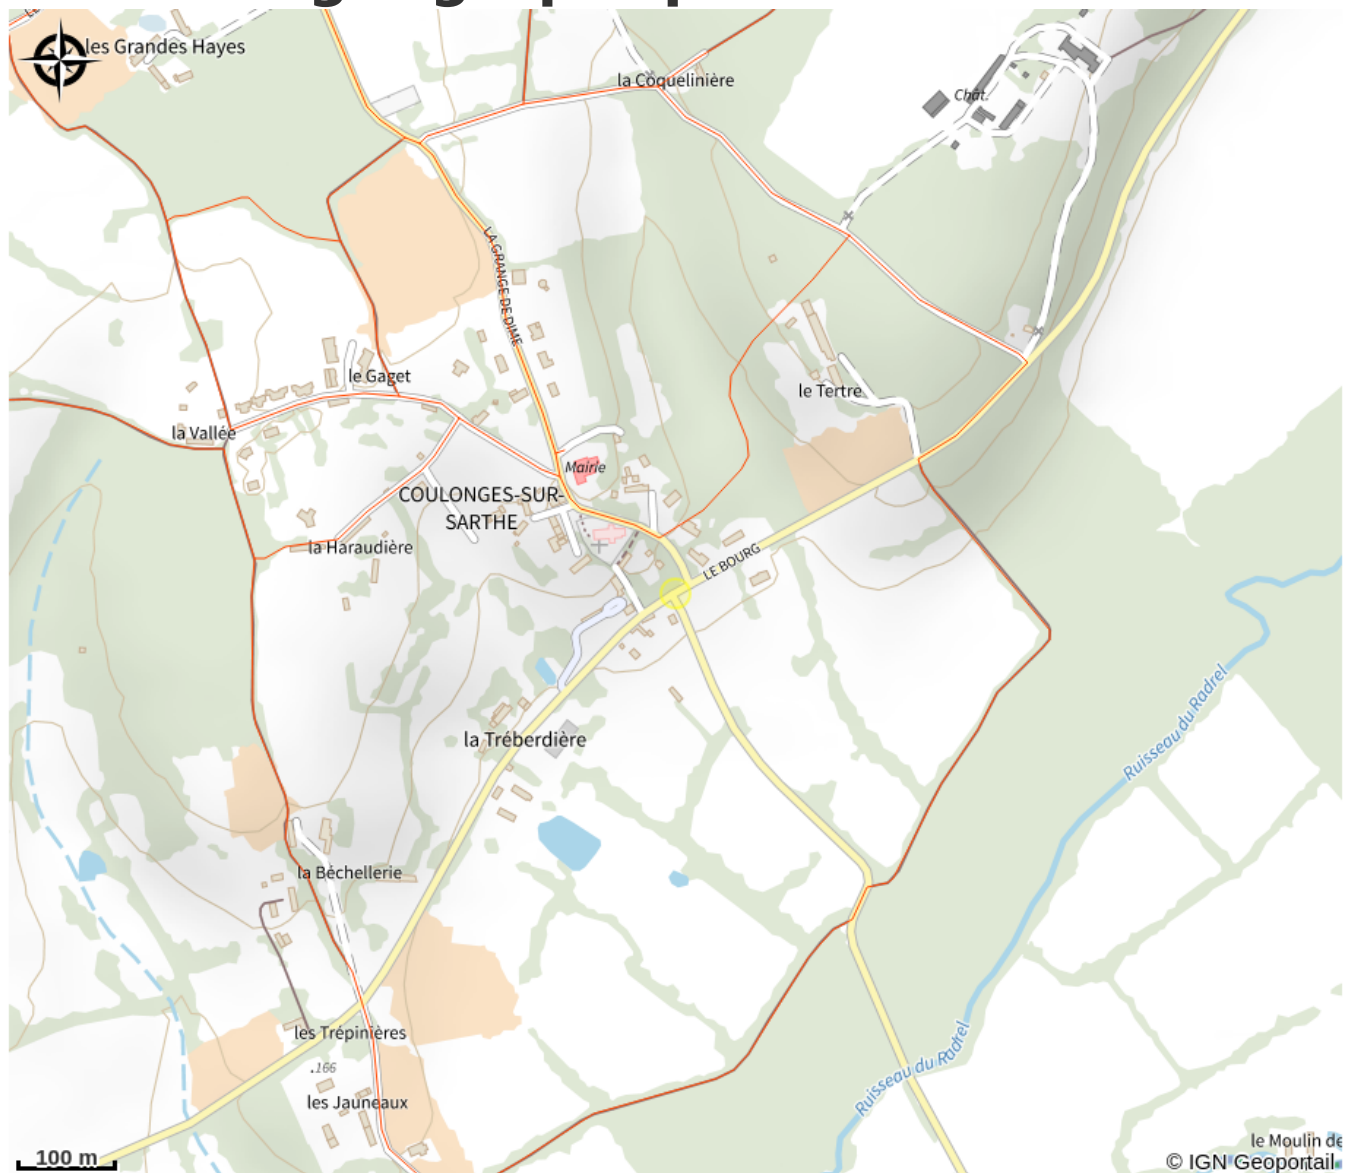 les Grandes Hayes
la Coquelinière
Chât.
LA GRANGE DE DIME
le Gaget
le Tertre
la Vallée
Mairie
COULONGES-SUR-
SARTHE
la Haraudière
LE BOURG
Ruisseau du Radrel
la Tréberdière
la Béchellerie
les Trépinières
.166
Ruisseau du Radrel
les Jauneaux
le Moulin de
100 m
© IGN Geoportail